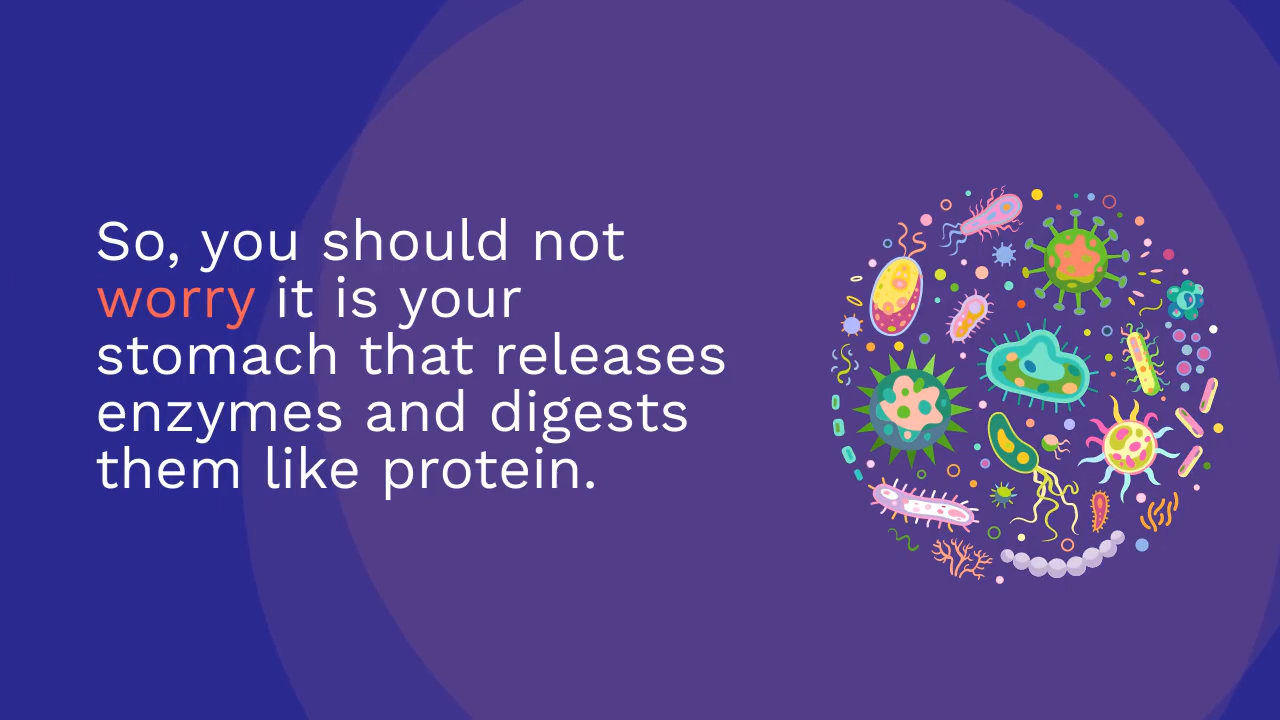 So, you should not
worry it is your
stomach that releases
enzymes and digests
them like protein.